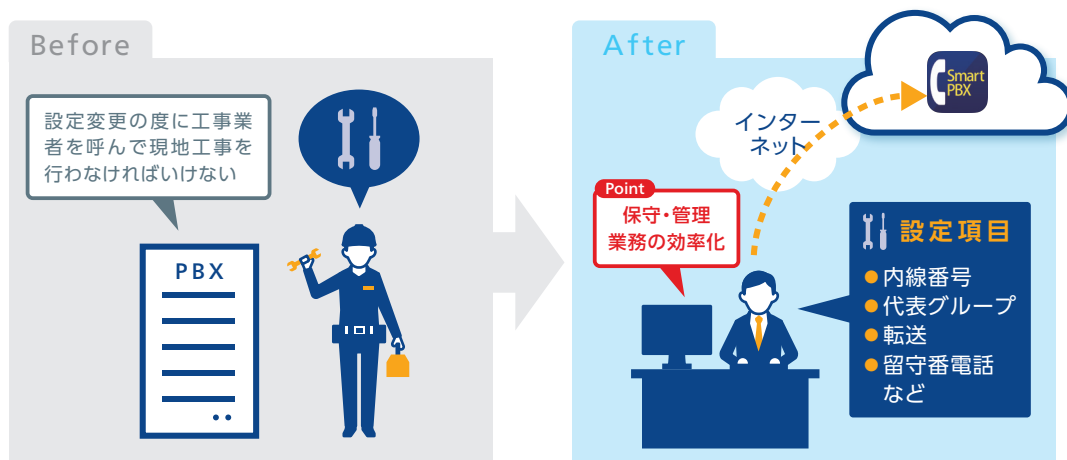 Before
設定変更の度に工事業
者を呼んで現地工事を
行わなければいけない
PBX
After
Smart
PBX
インター
ネット
Point
保守・管理
業務の効率化
設定項目
●内線番号
●代表グループ
●転送
●留守番電話
など